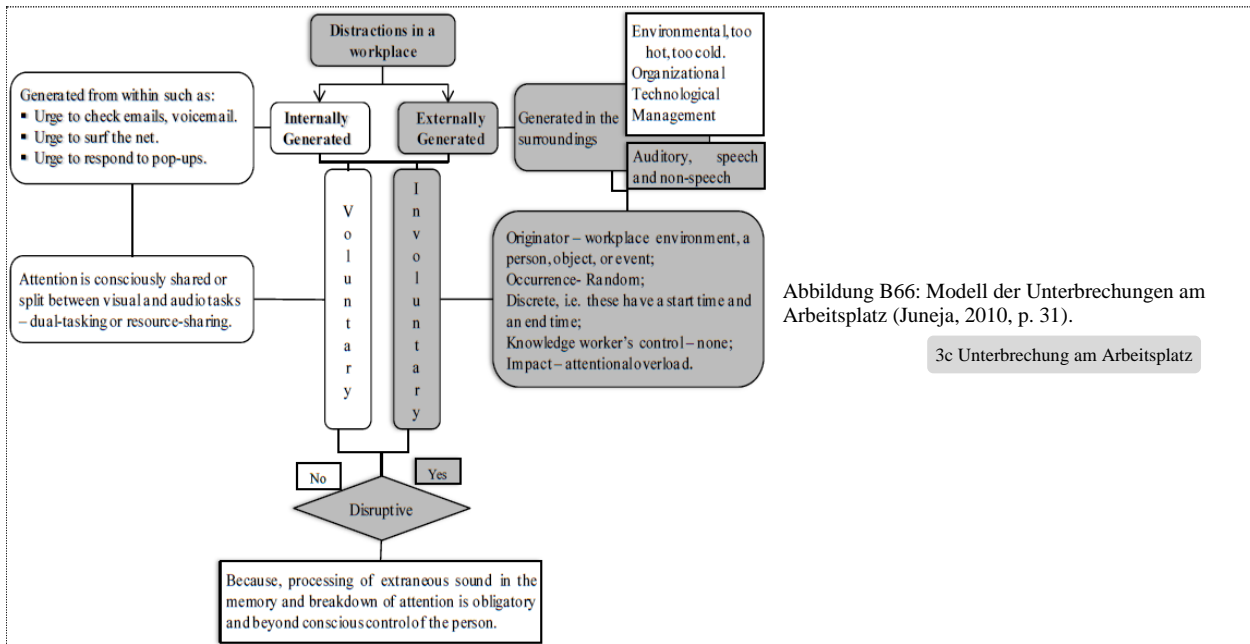 Distractions in a
workplace
Environmental, too
hot, too cold.
Organizational
Technological
Management
Generated from within such as:
▪ Urge to check emails, voicemail.
▪ Urge to surf the net.
▪ Urge to respond to pop-ups.
Internally
Generated
Externally
Generated
Generated in the
surroundings
Auditory, speech
and non-speech
Voluntary
Involuntary
Attention is consciously shared or
split between visual and audio tasks
– dual-tasking or resource-sharing.
Originator – workplace environment, a
person, object, or event;
Occurrence- Random;
Discrete, i.e. these have a start time and
an end time;
Knowledge worker's control – none;
Impact – attentional overload.
Abbildung B66: Modell der Unterbrechungen am
Arbeitsplatz (Juneja, 2010, p. 31).
3c Unterbrechung am Arbeitsplatz
No
Yes
Disruptive
Because, processing of extraneous sound in the
memory and breakdown of attention is obligatory
and beyond conscious control of the person.